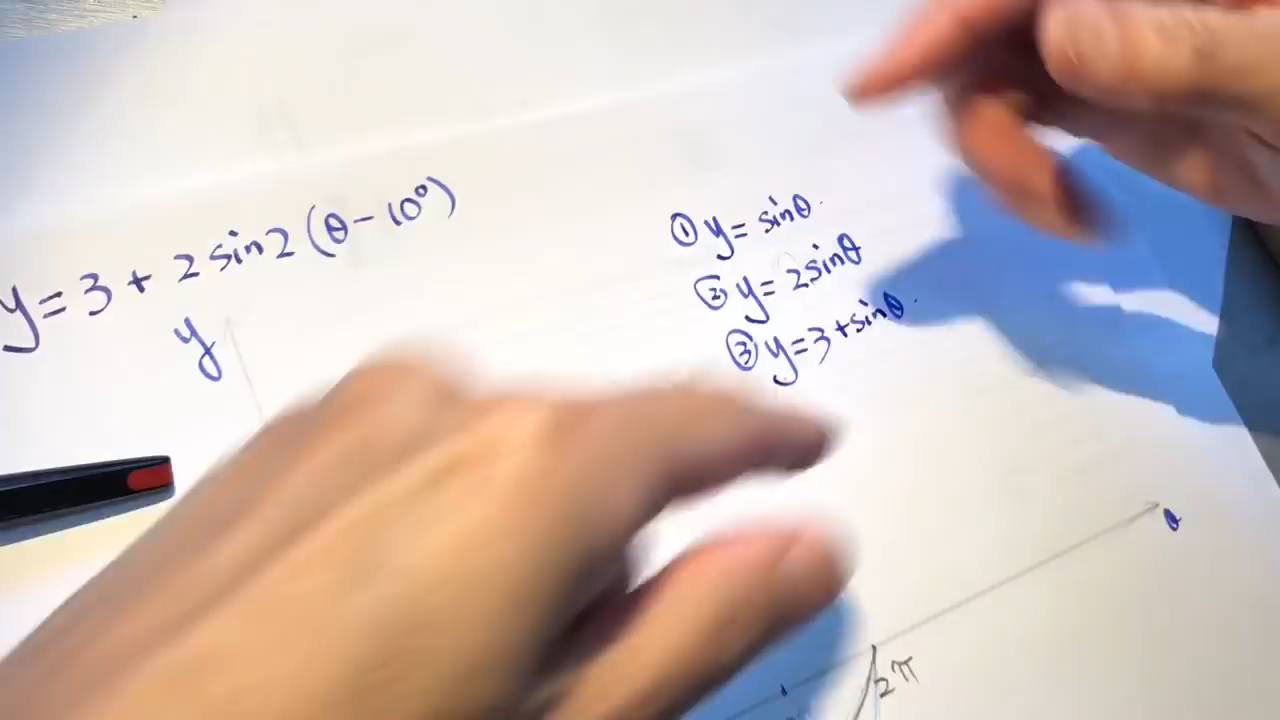 y = 3 + 2 sin 2 (θ - 10°)
① y = sinθ.
② y = 2sinθ
③ y = 3 + sinθ.
y
θ
2π